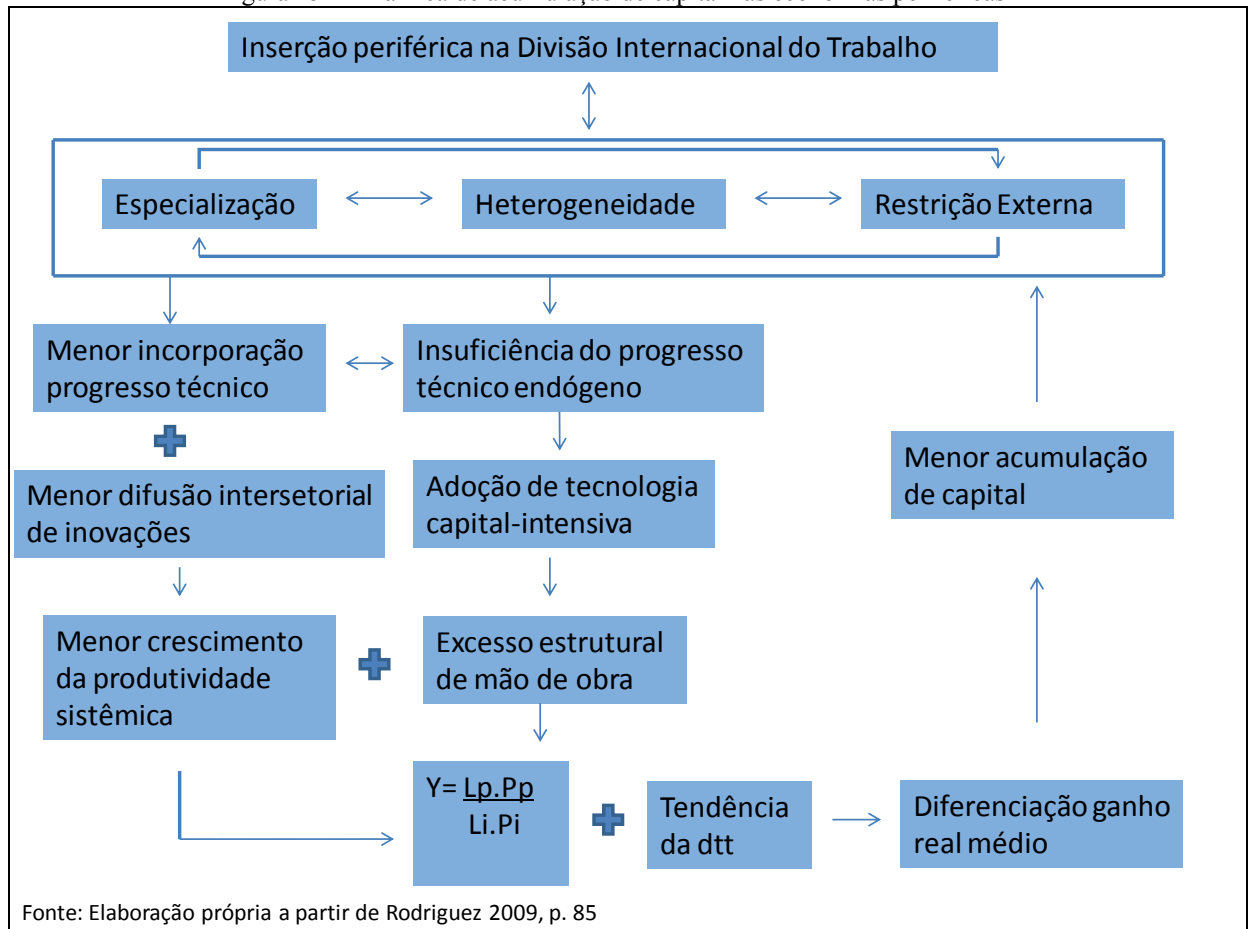 Inserção periférica na Divisão Internacional do Trabalho
Especialização
Heterogeneidade
Restrição Externa
Menor incorporação
progresso técnico
Insuficiência do progresso
técnico endógeno
Menor difusão intersetorial
de inovações
Adoção de tecnologia
capital-intensiva
Menor acumulação
de capital
Menor crescimento
da produtividade
sistêmica
Excesso estrutural
de mão de obra
Y= Lp.Pp
Li.Pi
Tendência
da dtt
Diferenciação ganho
real médio
Fonte: Elaboração própria a partir de Rodriguez 2009, p. 85